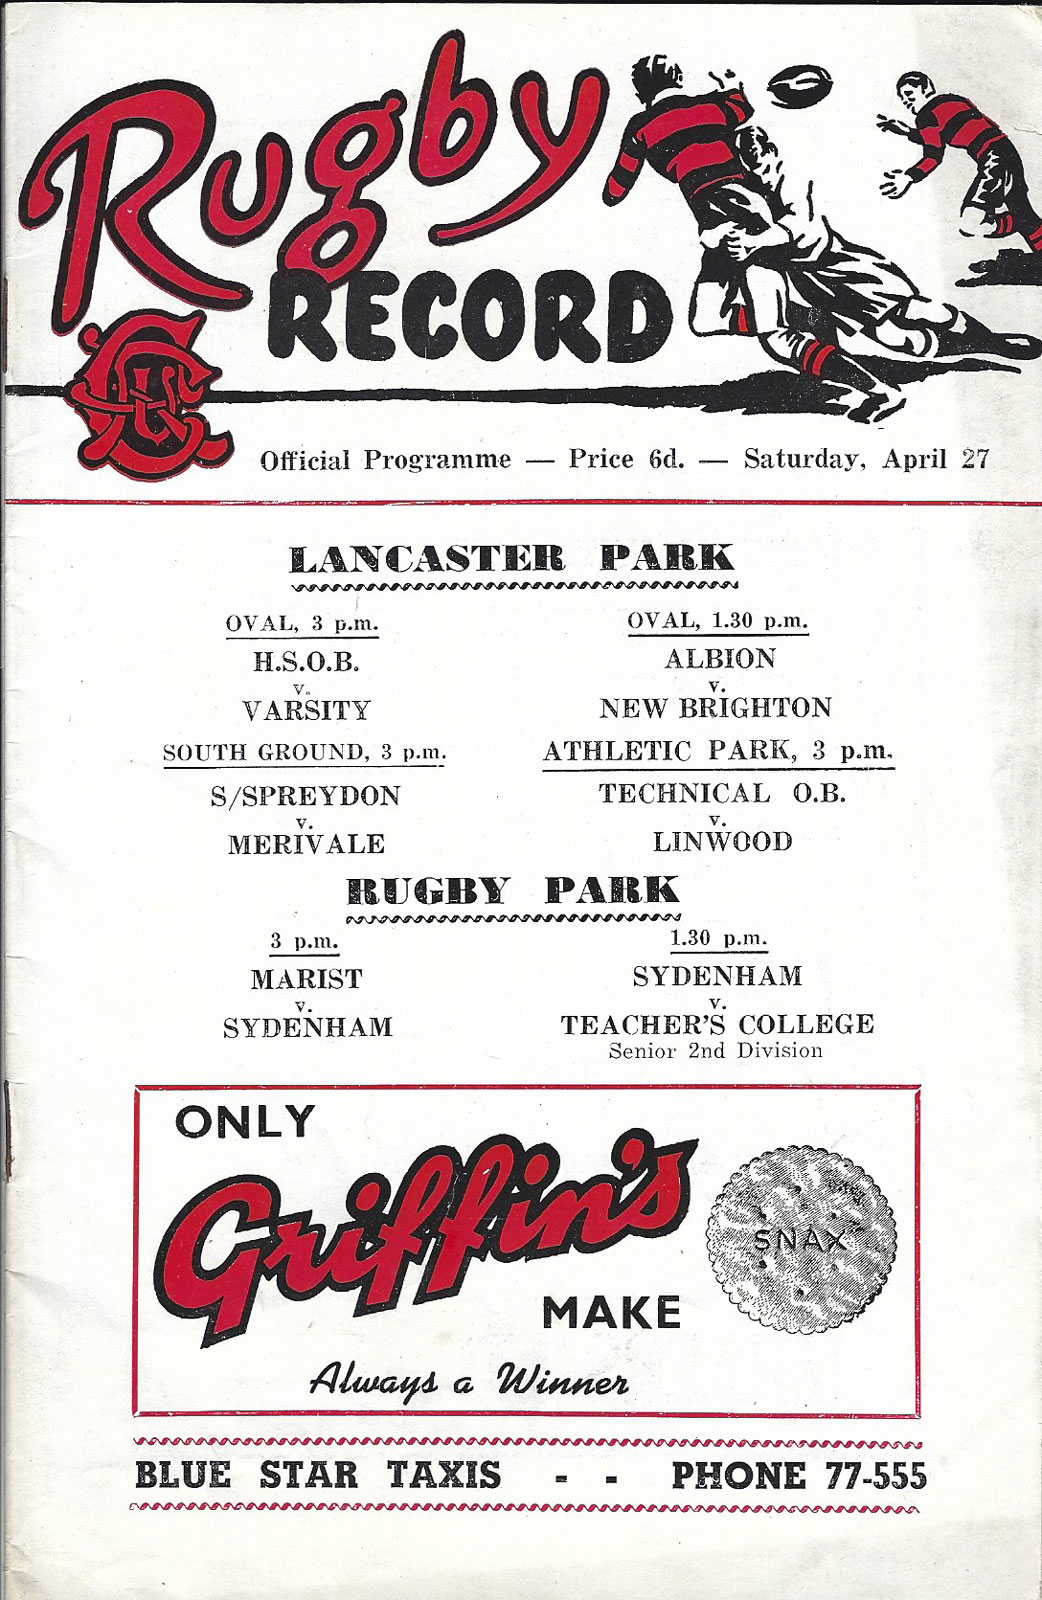 Rugby
RECORD
Official Programme — Price 6d. — Saturday, April 27
LANCASTER PARK
OVAL, 3 p.m.
H.S.O.B.
v.
VARSITY
OVAL, 1.30 p.m.
ALBION
v.
NEW BRIGHTON
SOUTH GROUND, 3 p.m.
S/SPREYDON
v.
MERIVALE
ATHLETIC PARK, 3 p.m.
TECHNICAL O.B.
v.
LINWOOD
RUGBY PARK
3 p.m.
MARIST
v.
SYDENHAM
1.30 p.m.
SYDENHAM
v.
TEACHER'S COLLEGE
Senior 2nd Division
ONLY
Griffin's
MAKE
SNAX
Always a Winner
BLUE STAR TAXIS - - PHONE 77-555